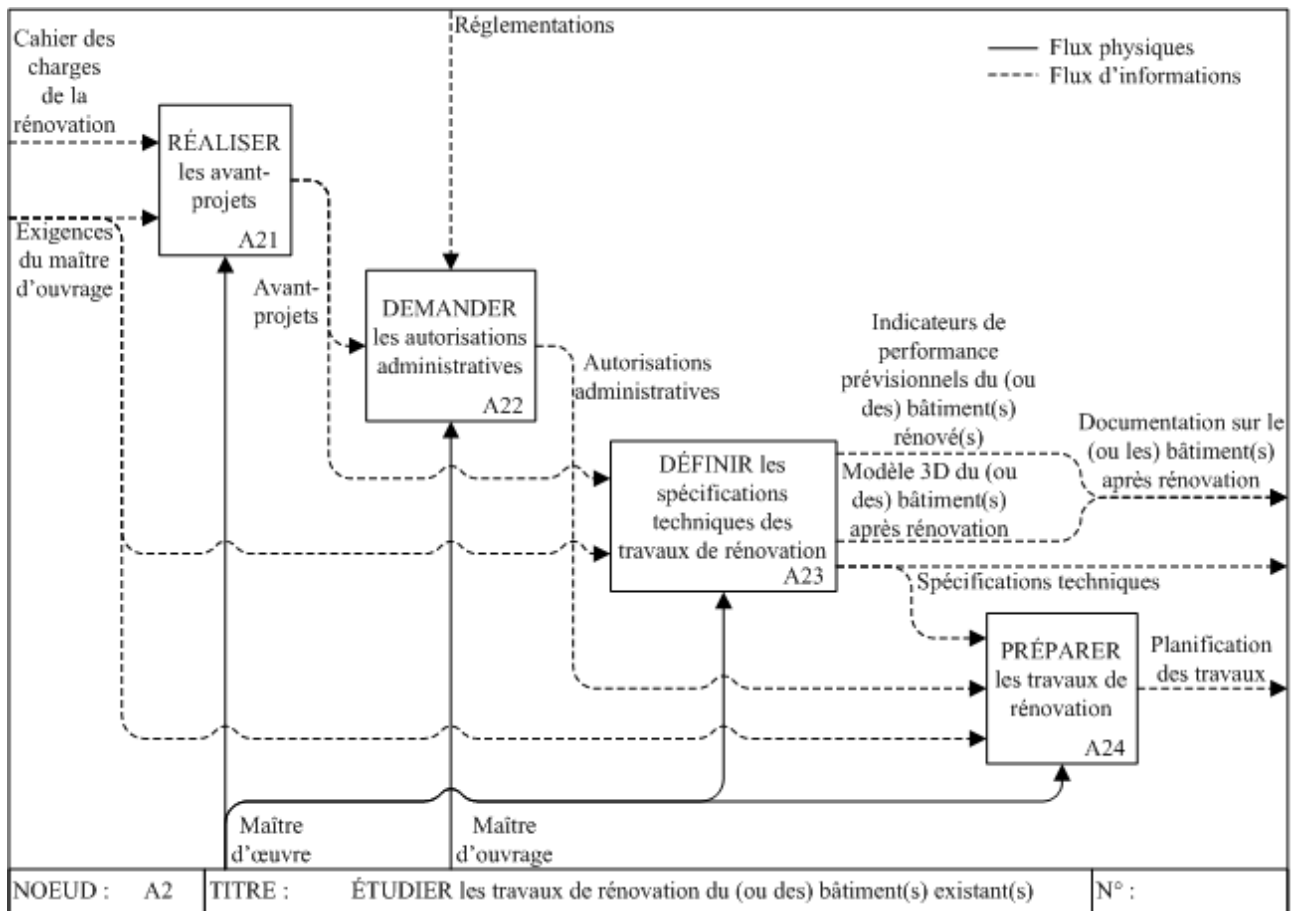 Cahier des
charges
de la
rénovation
Réglementations
Flux physiques
Flux d'informations
RÉALISER
les avant-
projets
A21
Exigences
du maître
d'ouvrage
Avant-
projets
DEMANDER
les autorisations
administratives
A22
Autorisations
administratives
Indicateurs de
performance
prévisionnels du (ou
des) bâtiment(s)
rénové(s)
Modèle 3D du (ou
des) bâtiment(s)
après rénovation
Documentation sur le
(ou les) bâtiment(s)
après rénovation
DÉFINIR les
spécifications
techniques des
travaux de rénovation
A23
Spécifications techniques
PRÉPARER
les travaux de
rénovation
A24
Planification
des travaux
Maître
d'œuvre
Maître
d'ouvrage
NOEUD : A2 TITRE : ÉTUDIER les travaux de rénovation du (ou des) bâtiment(s) existant(s) N° :